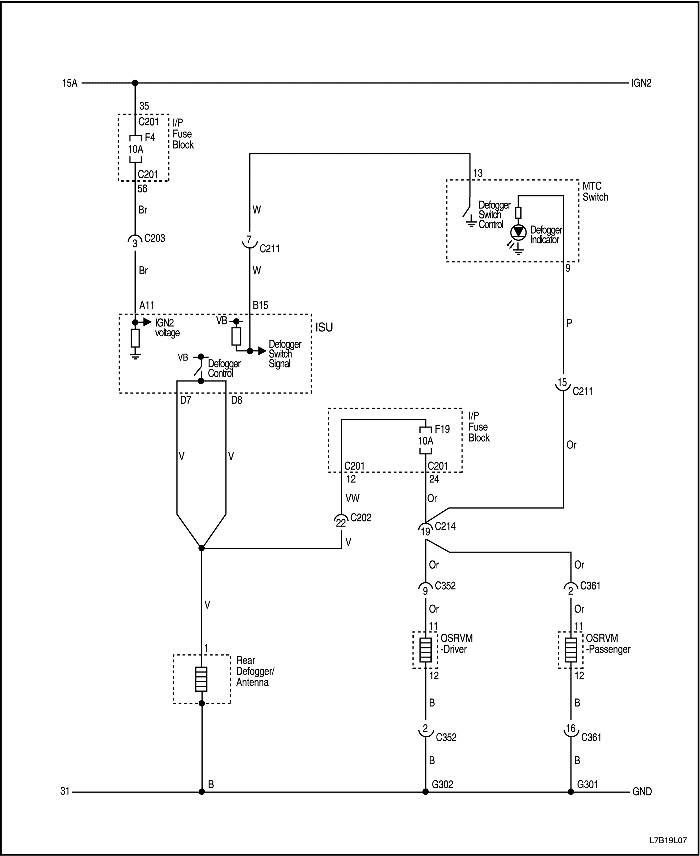 15A
IGN2
35
C201
I/P
Fuse
Block
F4
10A
C201
56
Br
3
C203
Br
A11
W
7
C211
W
B15
13
MTC
Switch
Defogger
Switch
Control
Defogger
Indicator
9
P
15
C211
Or
IGN2
voltage
VB
Defogger
Switch
Signal
ISU
VB
Defogger
Control
D7
D8
V
V
I/P
Fuse
Block
F19
10A
C201
12
C201
24
VW
Or
22
C202
V
19
C214
Or
Or
9
C352
2
C361
Or
Or
V
1
Rear
Defogger/
Antenna
11
OSRVM
-Driver
12
11
OSRVM
-Passenger
12
B
B
2
C352
16
C361
B
B
31
B
G302
G301
GND
L7B19L07